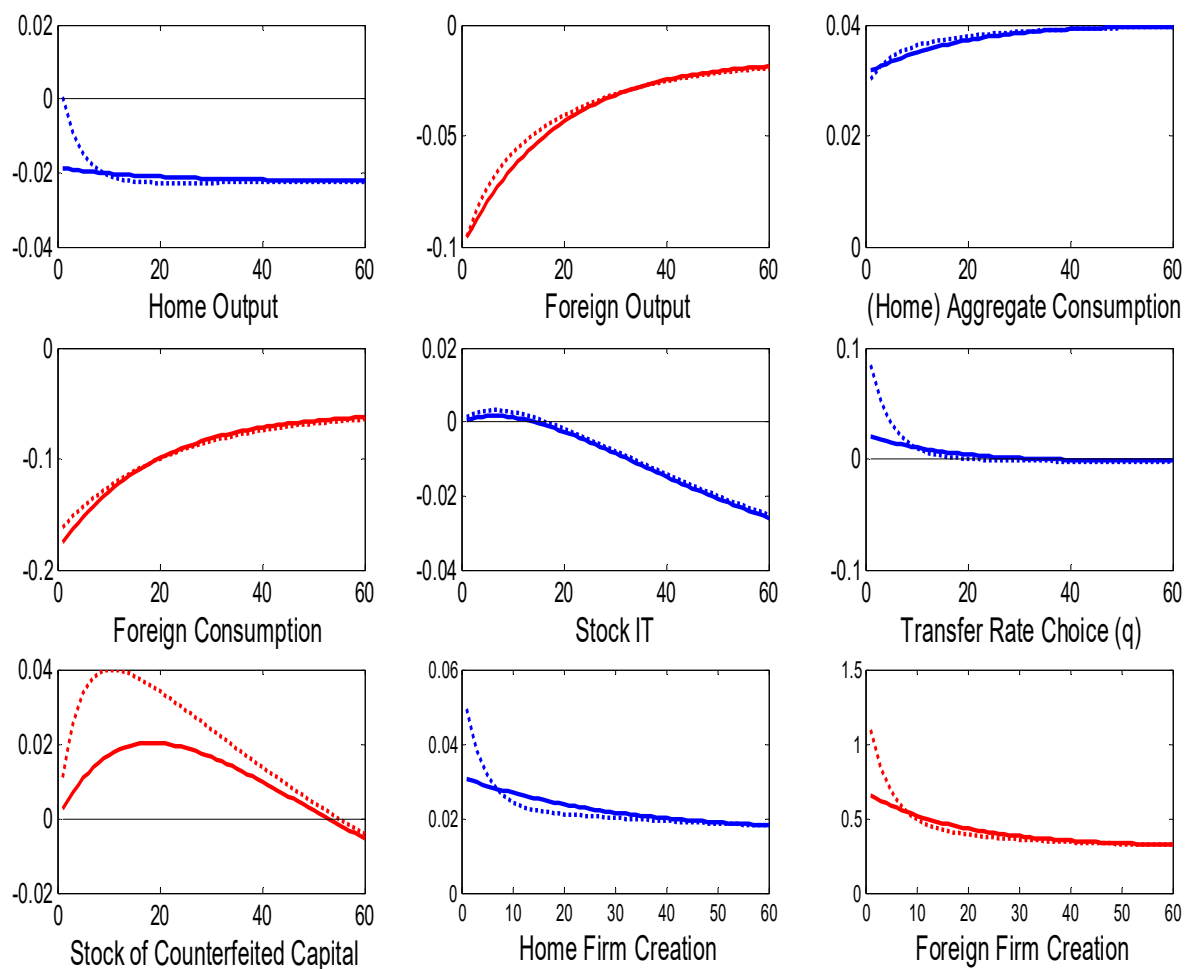 0.02
0
-0.02
-0.04
0 20 40 60
Home Output
0
-0.05
-0.1
0 20 40 60
Foreign Output
0.04
0.02
0
0 20 40 60
(Home) Aggregate Consumption
0
-0.1
-0.2
0 20 40 60
Foreign Consumption
0.02
0
-0.02
-0.04
0 20 40 60
Stock IT
0.1
0
-0.1
0 20 40 60
Transfer Rate Choice (q)
0.04
0.02
0
-0.02
0 20 40 60
Stock of Counterfeited Capital
0.06
0.04
0.02
0
0 10 20 30 40 50 60
Home Firm Creation
1.5
1
0.5
0
0 10 20 30 40 50 60
Foreign Firm Creation